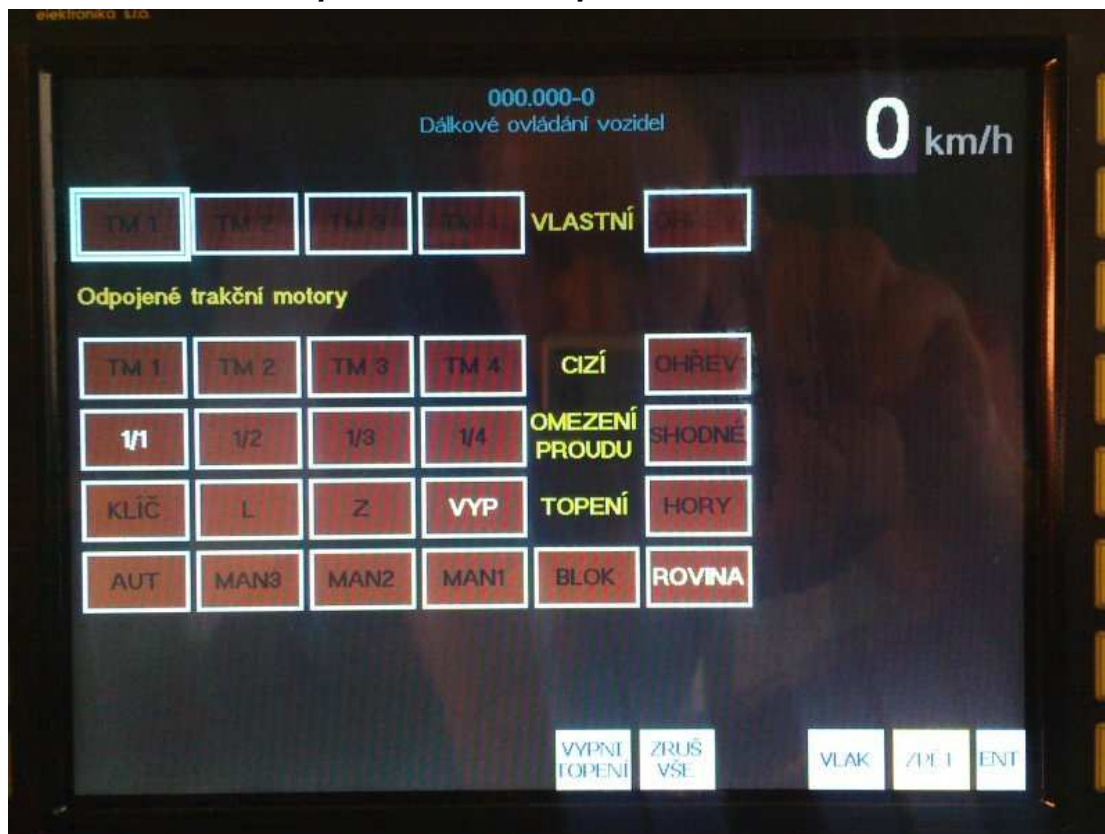 elektronika s.r.o.
000.000-0
Dálkové ovládání vozidel
0 km/h
TM 1 TM 2 TM 3 VLASTNÍ
Odpojené trakční motory
TM 1 TM 2 TM 3 TM 4 CIZÍ OHŘEV
1/1 1/2 1/3 1/4 OMEZENÍ PROUDU SHODNÉ
KLÍČ L Z VYP TOPENÍ HORY
AUT MAN3 MAN2 MAN1 BLOK ROVINA
VYPNI TOPENÍ ZRUŠ VŠE VLAK ZPĚT ENT